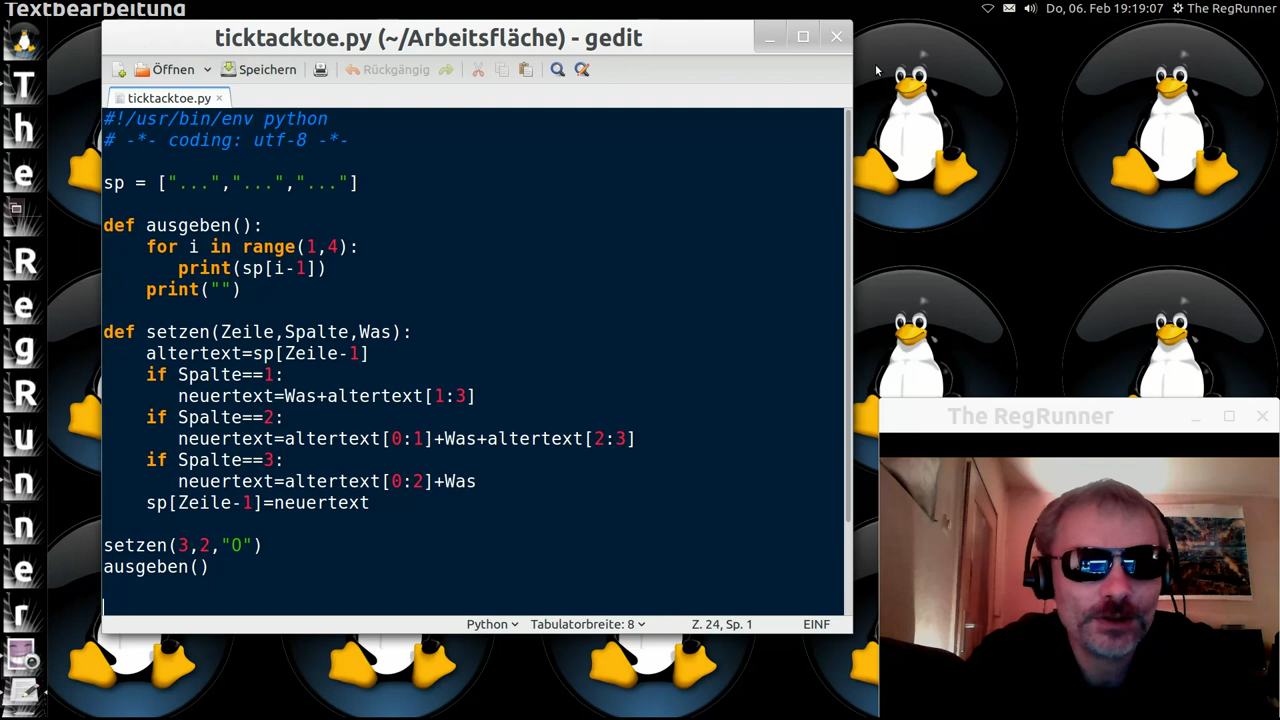 Textbearbeitung
Do, 06. Feb 19:19:07 The RegRunner
ticktacktoe.py (~/Arbeitsfläche) - gedit
Öffnen Speichern Rückgängig
ticktacktoe.py ×
#!/usr/bin/env python
# -*- coding: utf-8 -*-
sp = ["...","...","..."]
def ausgeben():
for i in range(1,4):
print(sp[i-1])
print("")
def setzen(Zeile,Spalte,Was):
altertext=sp[Zeile-1]
if Spalte==1:
neuertext=Was+altertext[1:3]
if Spalte==2:
neuertext=altertext[0:1]+Was+altertext[2:3]
if Spalte==3:
neuertext=altertext[0:2]+Was
sp[Zeile-1]=neuertext
setzen(3,2,"O")
ausgeben()
Python Tabulatorbreite: 8 Z. 24, Sp. 1 EINF
The RegRunner
T
h
e
R
e
g
R
u
n
n
e
r